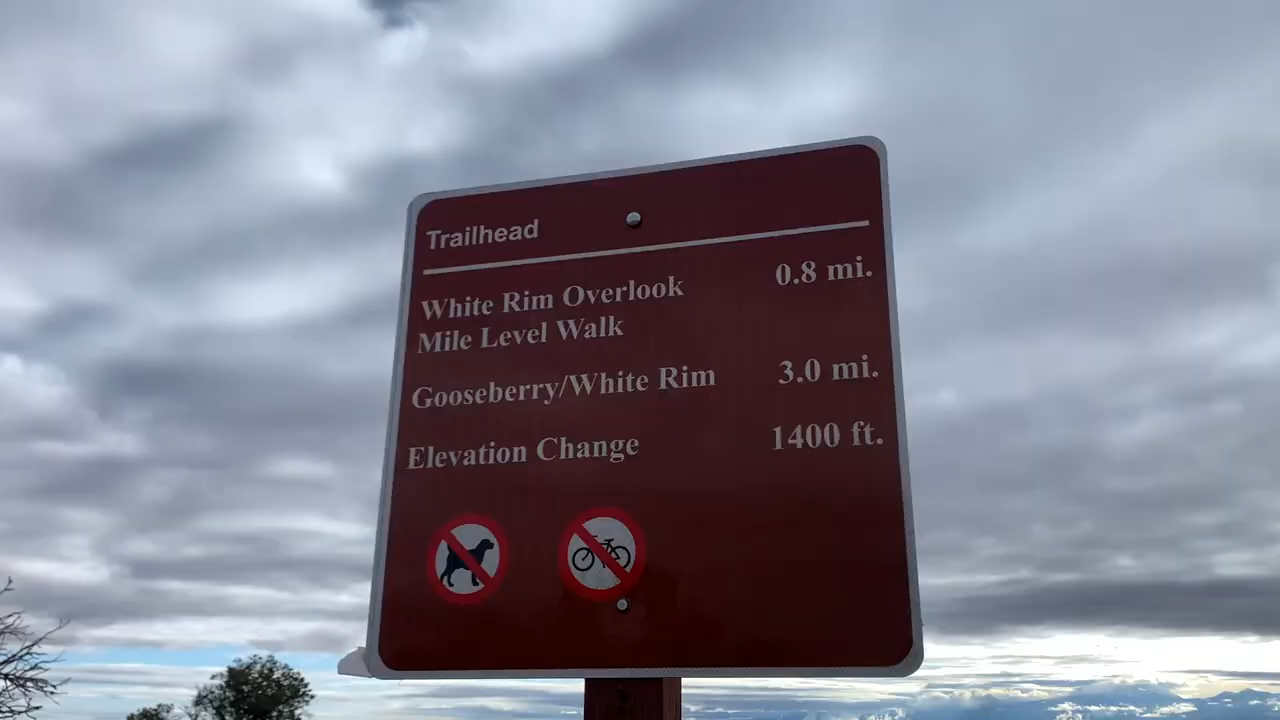 Trailhead
White Rim Overlook 0.8 mi.
Mile Level Walk
Gooseberry/White Rim 3.0 mi.
Elevation Change 1400 ft.